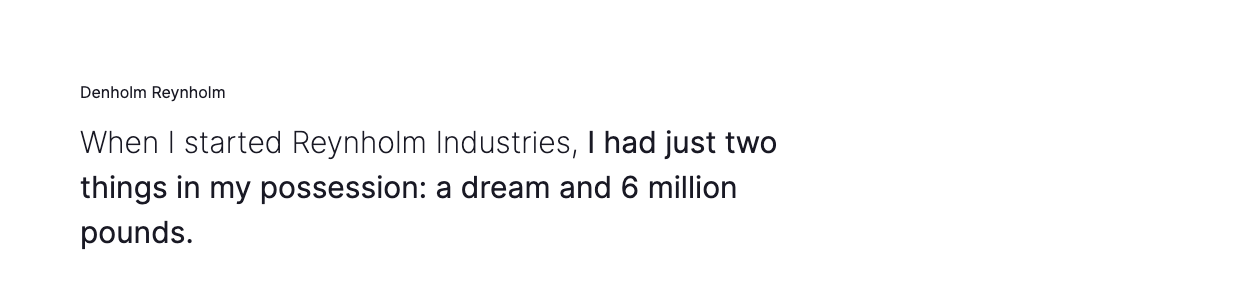 Denholm Reynholm
When I started Reynholm Industries, I had just two
things in my possession: a dream and 6 million
pounds.